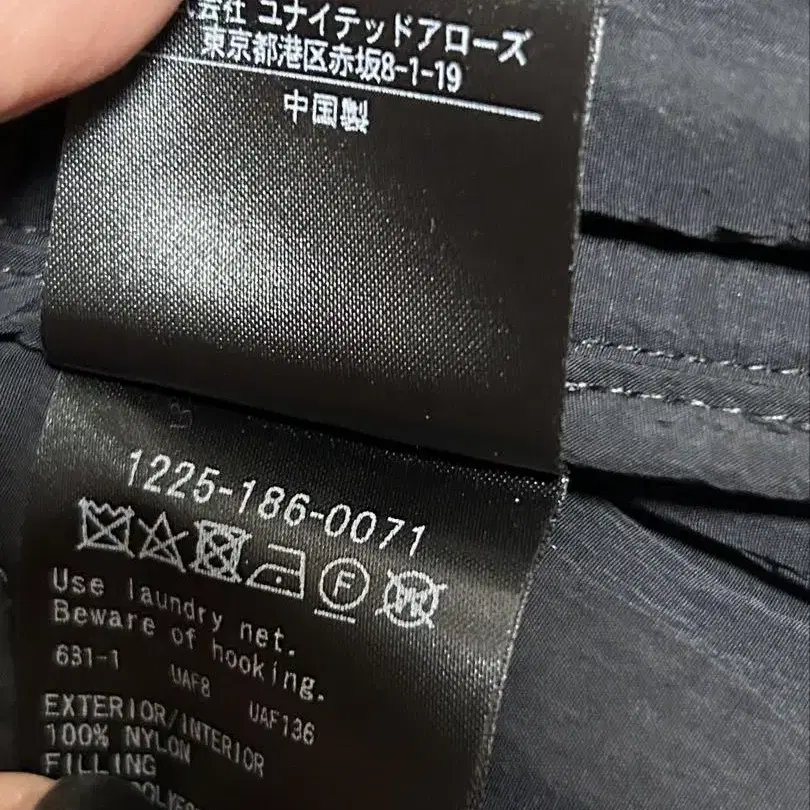 会社 ユナイテッドアローズ
東京都港区赤坂8-1-19
中国製
1225-186-0071
F
W
Use laundry net.
Beware of hooking.
631-1 UAF8 UAF136
EXTERIOR/INTERIOR
100% NYLON
FILLING